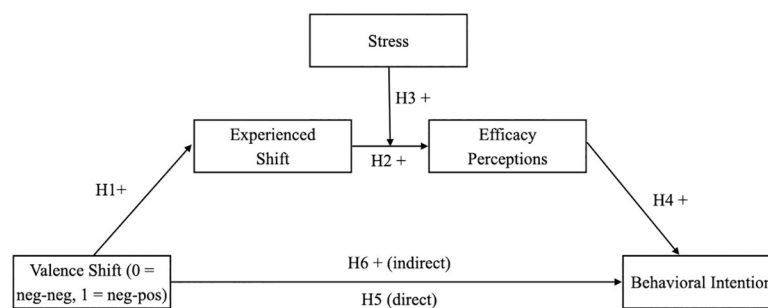 Stress
H3 +
Experienced
Shift
H2 +
Efficacy
Perceptions
H1+
H4 +
Valence Shift (0 =
neg-neg, 1 = neg-pos)
H6 + (indirect)
H5 (direct)
Behavioral Intention